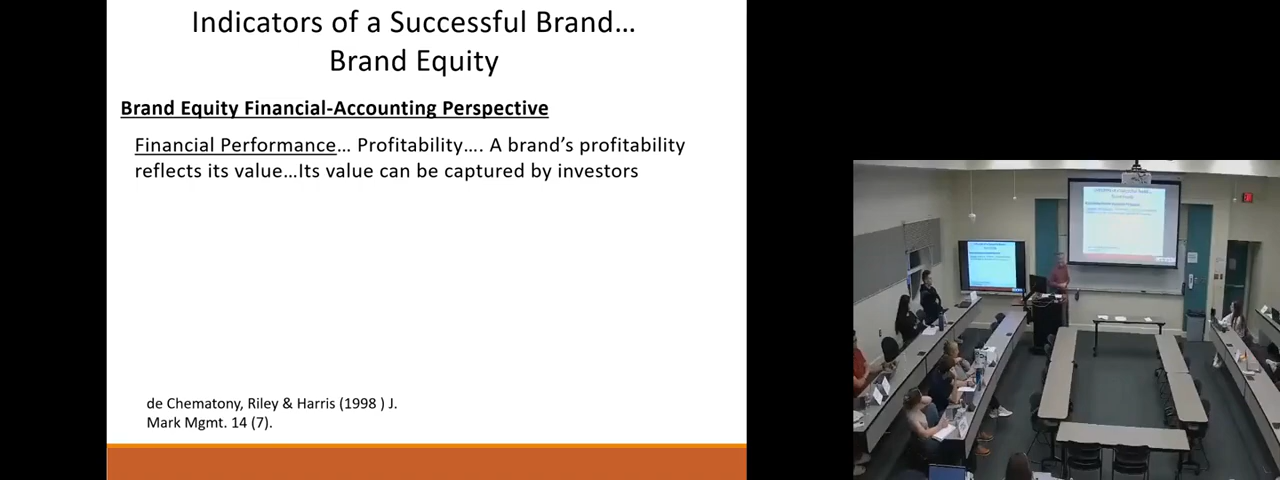 Indicators of a Successful Brand…
Brand Equity
Brand Equity Financial-Accounting Perspective
Financial Performance… Profitability…. A brand’s profitability
reflects its value…Its value can be captured by investors
de Chematony, Riley & Harris (1998 ) J.
Mark Mgmt. 14 (7).